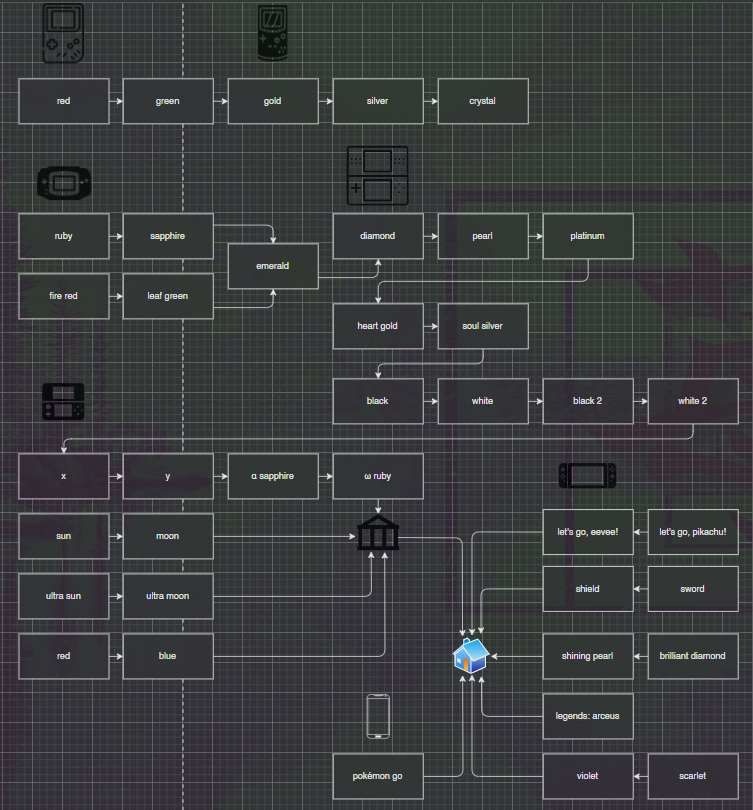 red
green
gold
silver
crystal
ruby
sapphire
emerald
diamond
pearl
platinum
fire red
leaf green
heart gold
soul silver
black
white
black 2
white 2
x
y
α sapphire
ω ruby
sun
moon
let's go, eevee!
let's go, pikachu!
ultra sun
ultra moon
shield
sword
red
blue
shining pearl
brilliant diamond
legends: arceus
pokémon go
violet
scarlet